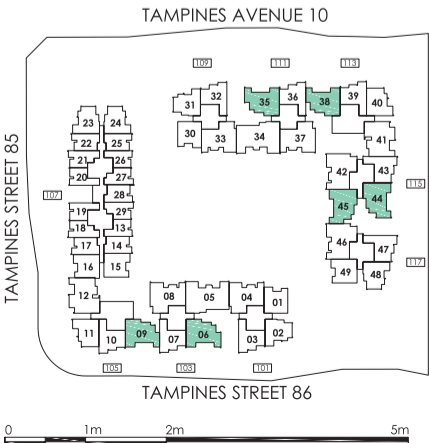 TAMPINES AVENUE 10
109 111 113
32 35 36 38 39
31 40
30 33 34 37 41
23 24
22 25
21 26
20 27
28
19 29
18 13
17 14
16 15
107
TAMPINES STREET 85
42 43
115
45 44
46 47
117
49 48
12 08 05 04 01
11 10 09 07 06 03 02
105 103 101
TAMPINES STREET 86
0 1m 2m 5m